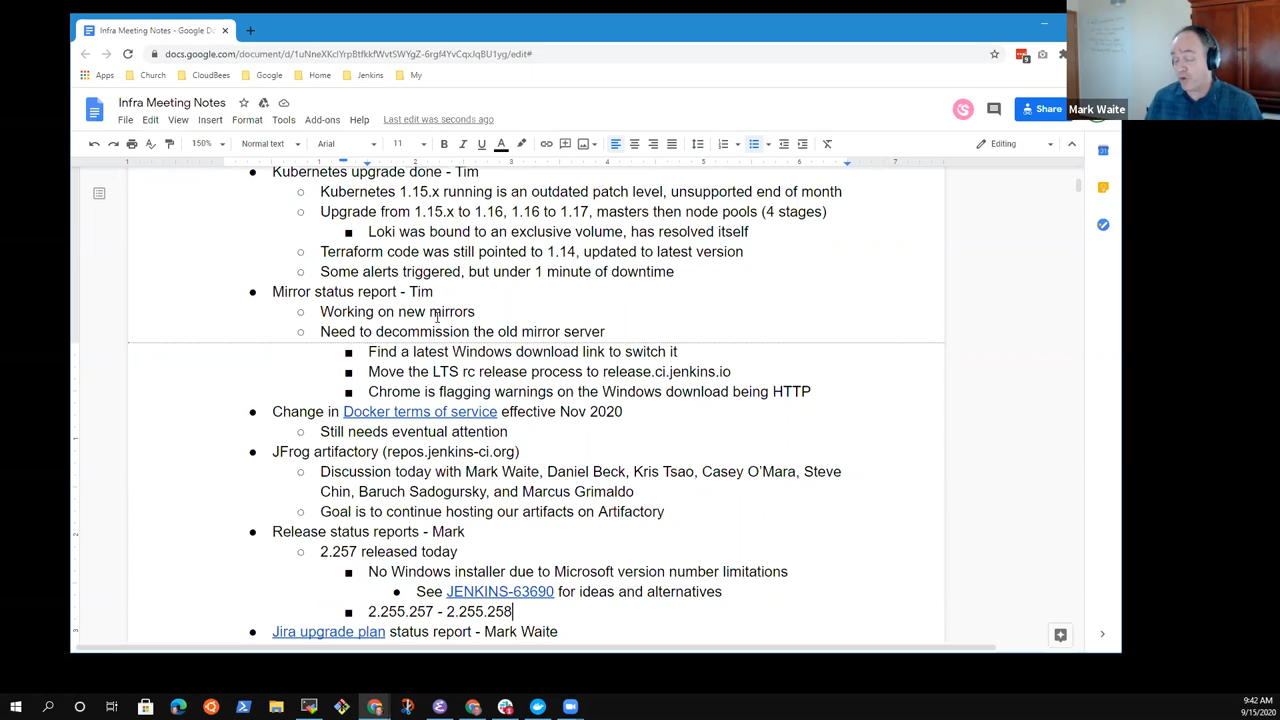 Infra Meeting Notes - Google Do
docs.google.com/document/d/1uNneXKcIYrpBtfkkfWvtSWYgZ-6rgf4YvCqxJqBU1yg/edit#
9
Apps Church CloudBees Google Home Jenkins My
Infra Meeting Notes
Share
Mark Waite
File Edit View Insert Format Tools Add-ons Help Last edit was seconds ago
150% Normal text Arial 11 B I U A Editing
1 1 2 3 4 5 6 7
Kubernetes upgrade done - Tim
Kubernetes 1.15.x running is an outdated patch level, unsupported end of month
Upgrade from 1.15.x to 1.16, 1.16 to 1.17, masters then node pools (4 stages)
Loki was bound to an exclusive volume, has resolved itself
Terraform code was still pointed to 1.14, updated to latest version
Some alerts triggered, but under 1 minute of downtime
Mirror status report - Tim
Working on new mirrors
Need to decommission the old mirror server
Find a latest Windows download link to switch it
Move the LTS rc release process to release.ci.jenkins.io
Chrome is flagging warnings on the Windows download being HTTP
Change in Docker terms of service effective Nov 2020
Still needs eventual attention
JFrog artifactory (repos.jenkins-ci.org)
Discussion today with Mark Waite, Daniel Beck, Kris Tsao, Casey O’Mara, Steve
Chin, Baruch Sadogursky, and Marcus Grimaldo
Goal is to continue hosting our artifacts on Artifactory
Release status reports - Mark
2.257 released today
No Windows installer due to Microsoft version number limitations
See JENKINS-63690 for ideas and alternatives
2.255.257 - 2.255.258
Jira upgrade plan status report - Mark Waite
9:42 AM
9/15/2020